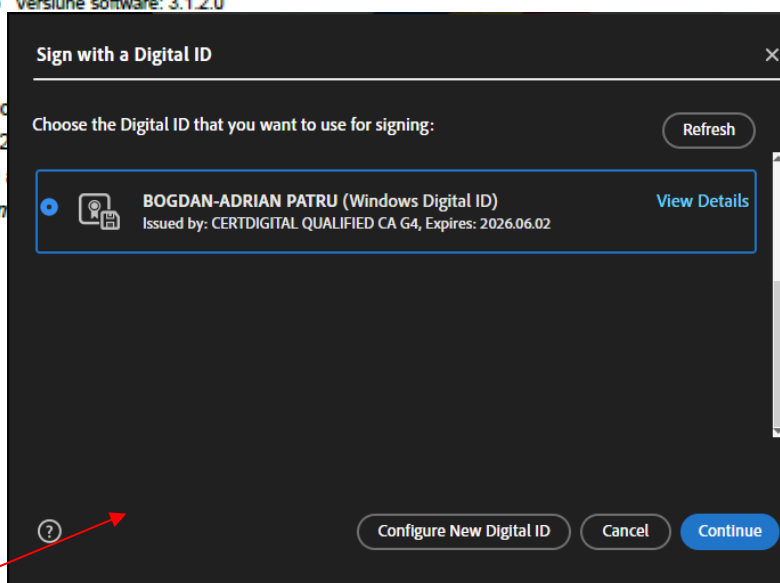 Versiune software: 3.1.2.0
Sign with a Digital ID
Choose the Digital ID that you want to use for signing:
Refresh
BOGDAN-ADRIAN PATRU (Windows Digital ID)
View Details
Issued by: CERTDIGITAL QUALIFIED CA G4, Expires: 2026.06.02
Configure New Digital ID
Cancel
Continue